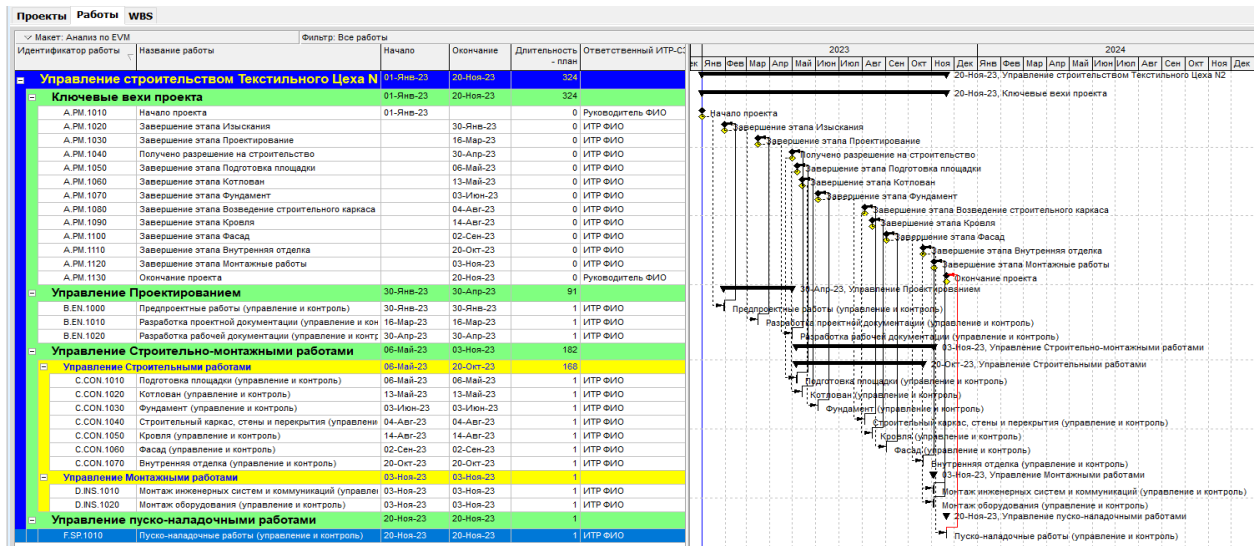 Проекты Работы WBS
Макет: Анализ по EVM Фильтр: Все работы
Идентификатор работы Название работы Начало Окончание Длительность - план Ответственный ИТР-СЗ 2023 2024
Янв Фев Мар Апр Май Июн Июл Авг Сен Окт Ноя Дек Янв Фев Мар Апр Май Июн Июл Авг Сен Окт Ноя Дек
Управление строительством Текстильного Цеха N 01-Янв-23 20-Ноя-23 324 20-Ноя-23, Управление строительством Текстильного Цеха N2
Ключевые вехи проекта 01-Янв-23 20-Ноя-23 324 20-Ноя-23, Ключевые вехи проекта
A.PM.1010 Начало проекта 01-Янв-23 0 Руководитель ФИО Начало проекта
A.PM.1020 Завершение этапа Изыскания 30-Янв-23 0 ИТР ФИО Завершение этапа Изыскания
A.PM.1030 Завершение этапа Проектирование 16-Мар-23 0 ИТР ФИО Завершение этапа Проектирование
A.PM.1040 Получено разрешение на строительство 30-Апр-23 0 ИТР ФИО Получено разрешение на строительство
A.PM.1050 Завершение этапа Подготовка площадки 06-Май-23 0 ИТР ФИО Завершение этапа Подготовка площадки
A.PM.1060 Завершение этапа Котлован 13-Май-23 0 ИТР ФИО Завершение этапа Котлован
A.PM.1070 Завершение этапа Фундамент 03-Июн-23 0 ИТР ФИО Завершение этапа Фундамент
A.PM.1080 Завершение этапа Возведение строительного каркаса 04-Авг-23 0 ИТР ФИО Завершение этапа Возведение строительного каркаса
A.PM.1090 Завершение этапа Кровля 14-Авг-23 0 ИТР ФИО Завершение этапа Кровля
A.PM.1100 Завершение этапа Фасад 02-Сен-23 0 ИТР ФИО Завершение этапа Фасад
A.PM.1110 Завершение этапа Внутренняя отделка 20-Окт-23 0 ИТР ФИО Завершение этапа Внутренняя отделка
A.PM.1120 Завершение этапа Монтажные работы 03-Ноя-23 0 ИТР ФИО Завершение этапа Монтажные работы
A.PM.1130 Окончание проекта 20-Ноя-23 0 Руководитель ФИО Окончание проекта
Управление Проектированием 30-Янв-23 30-Апр-23 91 30-Апр-23, Управление Проектированием
B.EN.1000 Предпроектные работы (управление и контроль) 30-Янв-23 30-Янв-23 1 ИТР ФИО Предпроектные работы (управление и контроль)
B.EN.1010 Разработка проектной документации (управление и кон 16-Мар-23 16-Мар-23 1 ИТР ФИО Разработка проектной документации (управление и контроль)
B.EN.1020 Разработка рабочей документации (управление и контр 30-Апр-23 30-Апр-23 1 ИТР ФИО Разработка рабочей документации (управление и контроль)
Управление Строительно-монтажными работами 06-Май-23 03-Ноя-23 182 03-Ноя-23, Управление Строительно-монтажными работами
Управление Строительными работами 06-Май-23 20-Окт-23 168 20-Окт-23, Управление Строительными работами
C.CON.1010 Подготовка площадки (управление и контроль) 06-Май-23 06-Май-23 1 ИТР ФИО Подготовка площадки (управление и контроль)
C.CON.1020 Котлован (управление и контроль) 13-Май-23 13-Май-23 1 ИТР ФИО Котлован (управление и контроль)
C.CON.1030 Фундамент (управление и контроль) 03-Июн-23 03-Июн-23 1 ИТР ФИО Фундамент (управление и контроль)
C.CON.1040 Строительный каркас, стены и перекрытия (управлени 04-Авг-23 04-Авг-23 1 ИТР ФИО Строительный каркас, стены и перекрытия (управление и контроль)
C.CON.1050 Кровля (управление и контроль) 14-Авг-23 14-Авг-23 1 ИТР ФИО Кровля (управление и контроль)
C.CON.1060 Фасад (управление и контроль) 02-Сен-23 02-Сен-23 1 ИТР ФИО Фасад (управление и контроль)
C.CON.1070 Внутренняя отделка (управление и контроль) 20-Окт-23 20-Окт-23 1 ИТР ФИО Внутренняя отделка (управление и контроль)
Управление Монтажными работами 03-Ноя-23 03-Ноя-23 1 03-Ноя-23, Управление Монтажными работами
D.INS.1010 Монтаж инженерных систем и коммуникаций (управлен 03-Ноя-23 03-Ноя-23 1 ИТР ФИО Монтаж инженерных систем и коммуникаций (управление и контроль)
D.INS.1020 Монтаж оборудования (управление и контроль) 03-Ноя-23 03-Ноя-23 1 ИТР ФИО Монтаж оборудования (управление и контроль)
Управление пуско-наладочными работами 20-Ноя-23 20-Ноя-23 1 20-Ноя-23, Управление пуско-наладочными работами
F.SP.1010 Пуско-наладочные работы (управление и контроль) 20-Ноя-23 20-Ноя-23 1 ИТР ФИО Пуско-наладочные работы (управление и контроль)